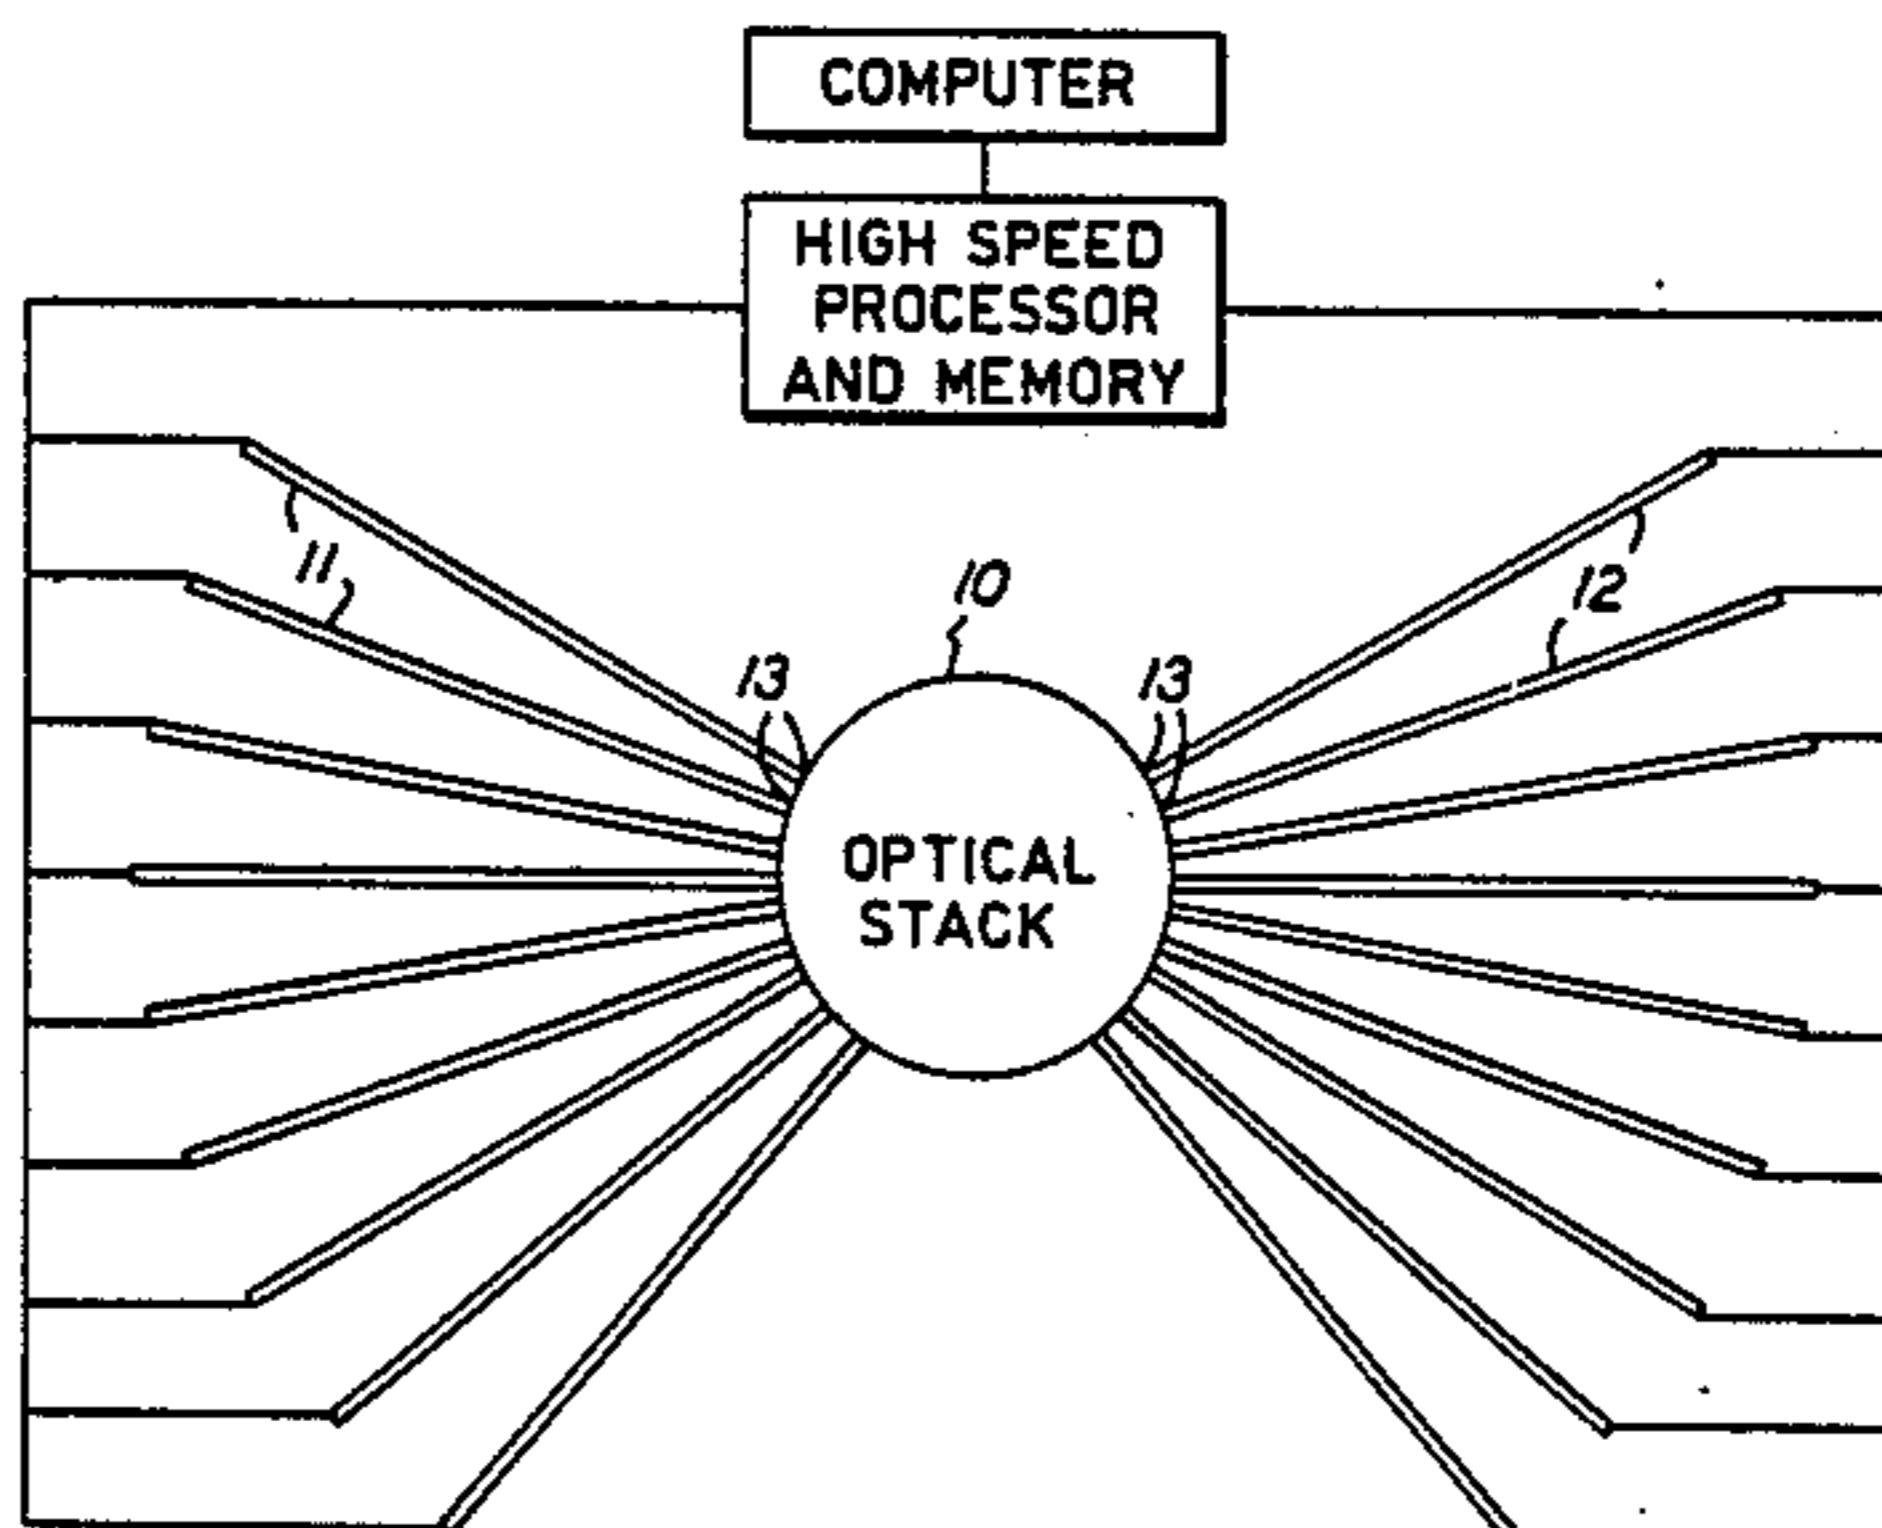 COMPUTER
HIGH SPEED
PROCESSOR
AND MEMORY
11
10
12
13
13
OPTICAL
STACK